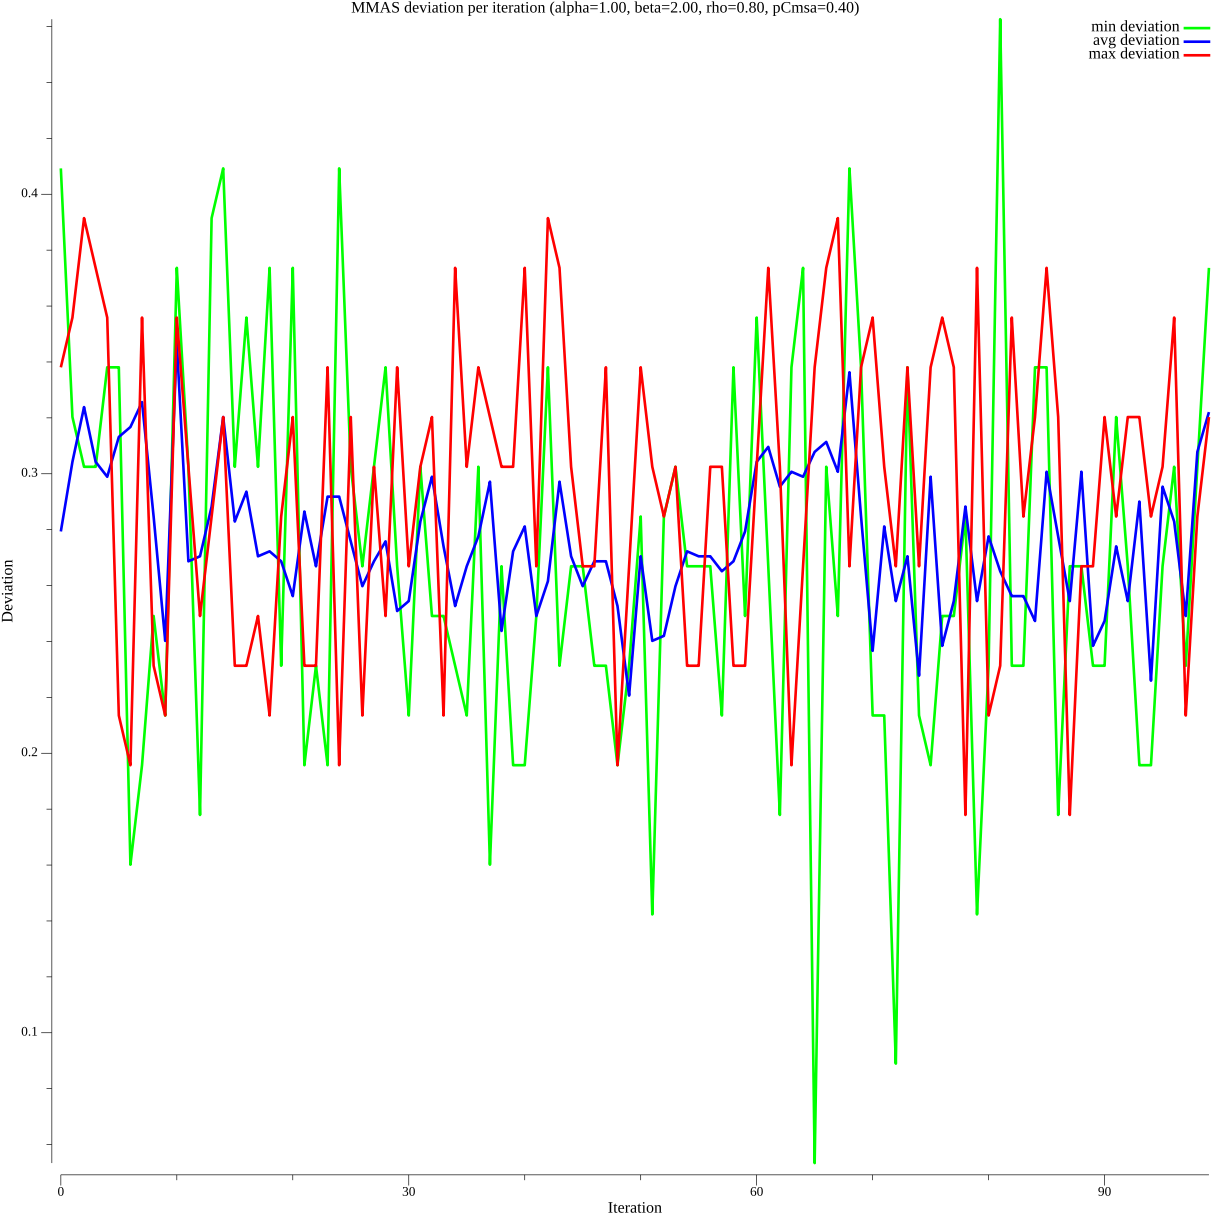 MMAS deviation per iteration (alpha=1.00, beta=2.00, rho=0.80, pCmsa=0.40)
min deviation
avg deviation
max deviation
0.4
0.3
0.2
0.1
Deviation
0
30
60
90
Iteration